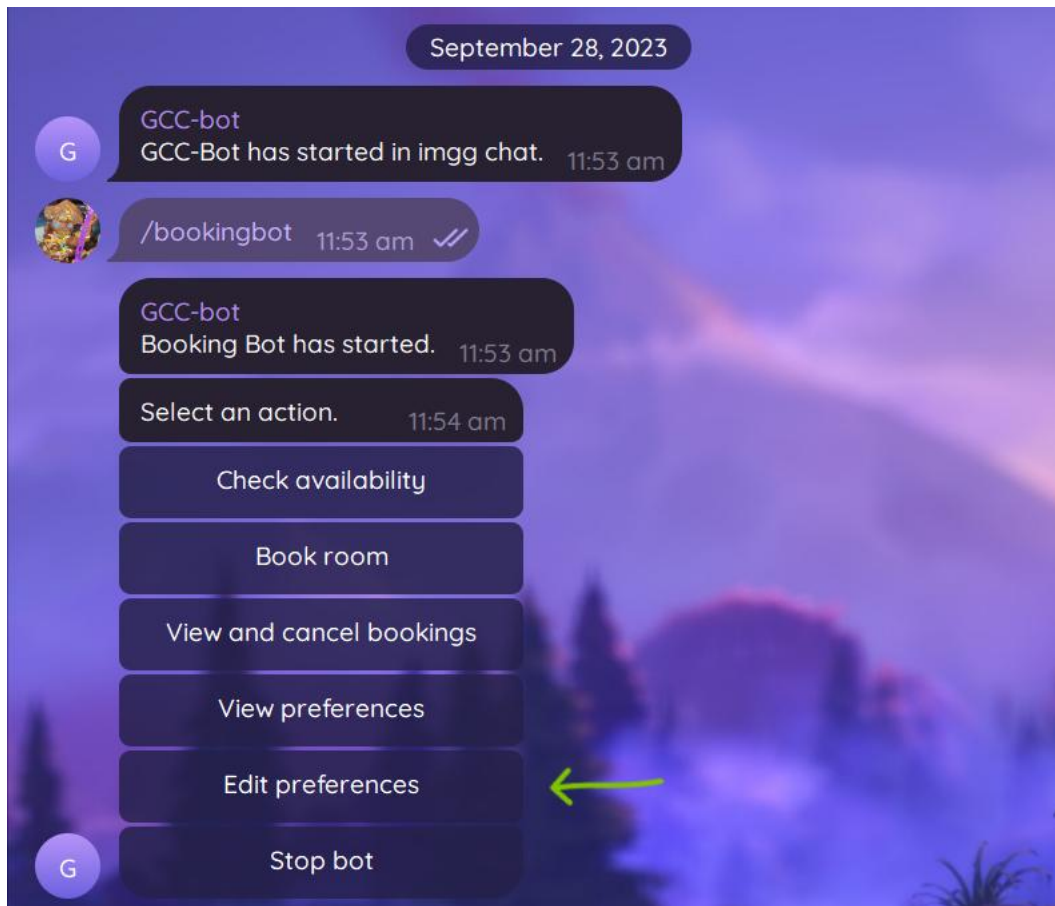 September 28, 2023
GCC-bot
G
GCC-Bot has started in imgg chat. 11:53 am
/bookingbot 11:53 am
GCC-bot
Booking Bot has started. 11:53 am
Select an action. 11:54 am
Check availability
Book room
View and cancel bookings
View preferences
Edit preferences
Stop bot
G